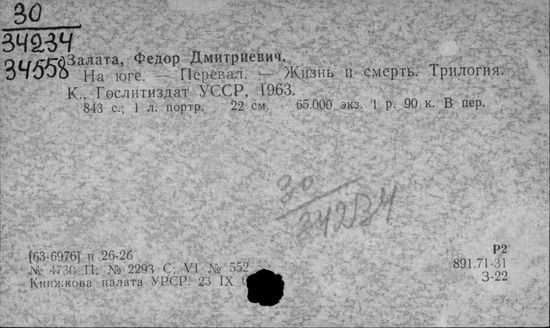 30
34234
34558
Залата, Федор Дмитриевич.
На юге. — Перевал. — Жизнь и смерть. Трилогия.
К., Гослитиздат УССР, 1963.
843 с.; 1 л. портр. 22 см. 65.000 экз. 1 р. 90 к. В пер.
30
34234
[63-6976] п 26-2б
№ 4730 П; № 2293 С. VI № 552
Книжкова палата УРСР. 23 IX
Р2
891.71-31
З-22